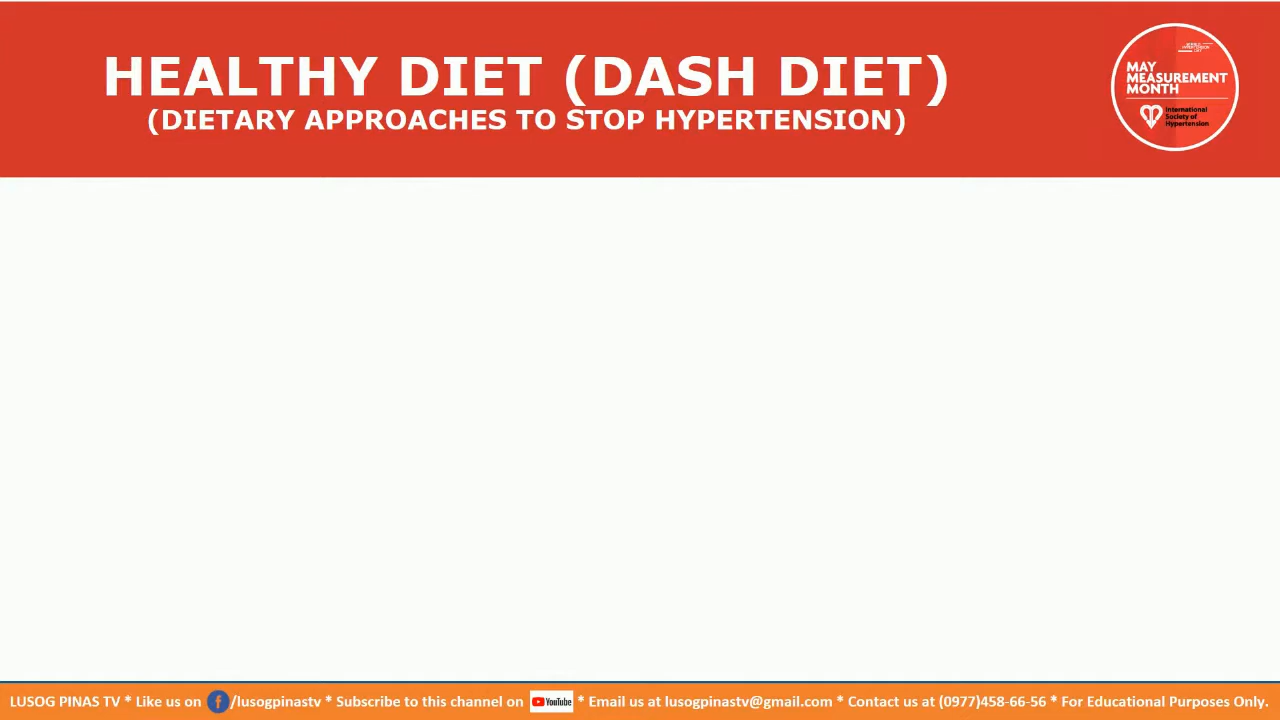 HEALTHY DIET (DASH DIET)
(DIETARY APPROACHES TO STOP HYPERTENSION)
MAY
MEASUREMENT
MONTH
International
Society of
Hypertension
LUSOG PINAS TV * Like us on f/lusogpinastv * Subscribe to this channel on YouTube * Email us at lusogpinastv@gmail.com * Contact us at (0977)458-66-56 * For Educational Purposes Only.